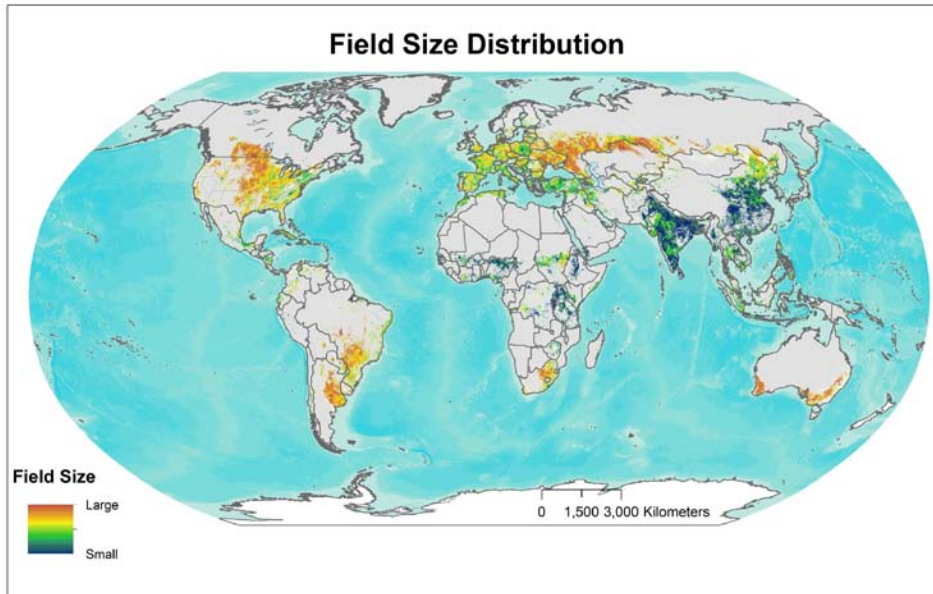 Field Size Distribution
Field Size
Large
Small
0 1,500 3,000 Kilometers